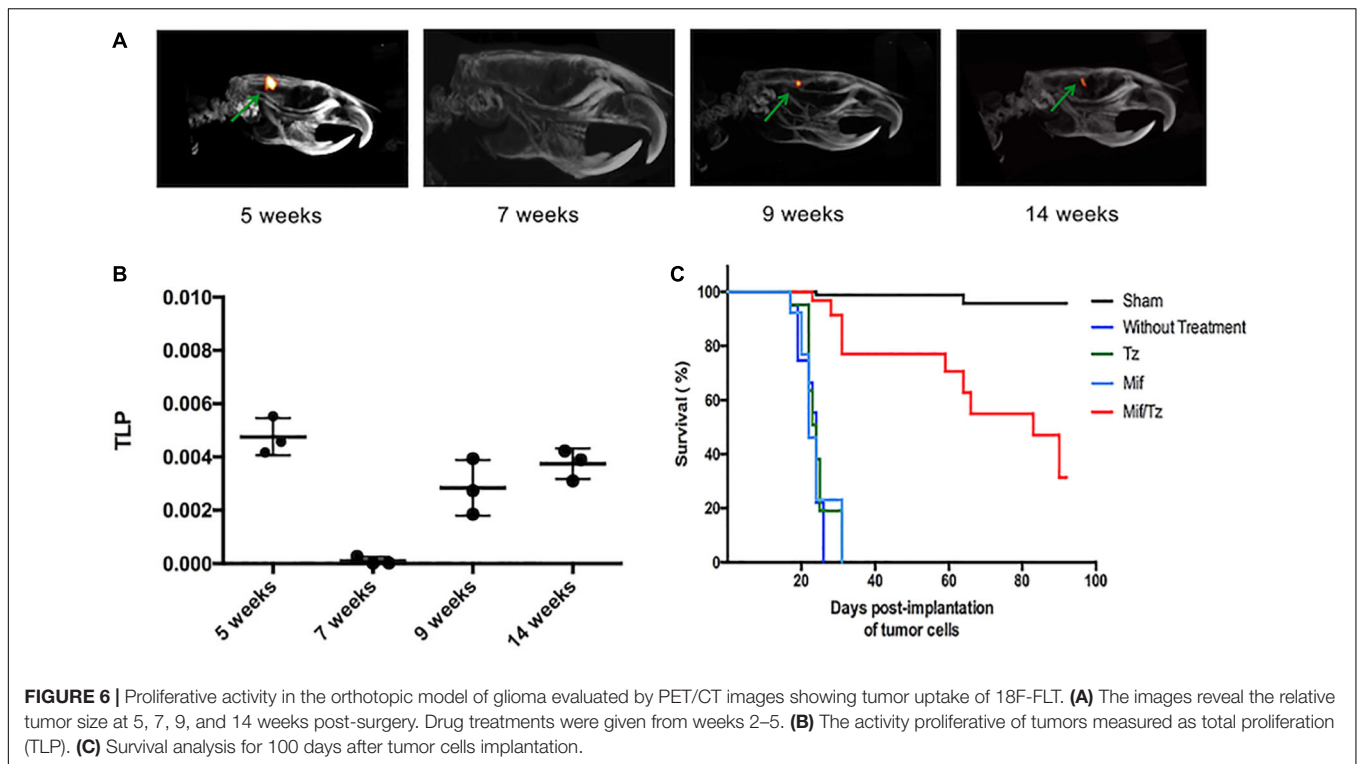 A
5 weeks
7 weeks
9 weeks
14 weeks
B
0.010
0.008
0.006
0.004
0.002
0.000
TLP
5 weeks
7 weeks
9 weeks
14 weeks
C
100
80
60
40
20
0
Survival ( %)
20
40
60
80
100
Days post-implantation
of tumor cells
Sham
Without Treatment
Tz
Mif
Mif/Tz
FIGURE 6 | Proliferative activity in the orthotopic model of glioma evaluated by PET/CT images showing tumor uptake of 18F-FLT. (A) The images reveal the relative
tumor size at 5, 7, 9, and 14 weeks post-surgery. Drug treatments were given from weeks 2–5. (B) The activity proliferative of tumors measured as total proliferation
(TLP). (C) Survival analysis for 100 days after tumor cells implantation.